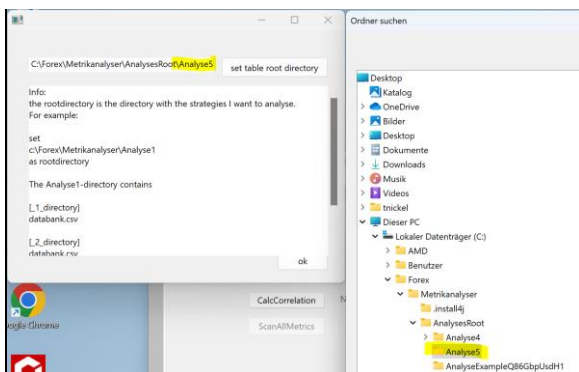 Ordner suchen
C:\Forex\Metrikanalyser\AnalysesRoot\Analyse5
set table root directory
Info:
the rootdirectory is the directory with the strategies I want to analyse.
For example:
set
c:\Forex\Metrikanalyser\Analyse1
as rootdirectory
The Analyse1-directory contains
[_1_directory]
databank.csv
[_2_directory]
databank.csv
ok
CalcCorrelation
ScanAllMetrics
Chrome
Desktop
Katalog
OneDrive
Bilder
Desktop
Dokumente
Downloads
Musik
Videos
tnickel
Dieser PC
Lokaler Datenträger (C:)
AMD
Benutzer
Forex
Metrikanalyser
.install4j
AnalysesRoot
Analyse4
Analyse5
AnalyseExampleQ86GbpUsdH1